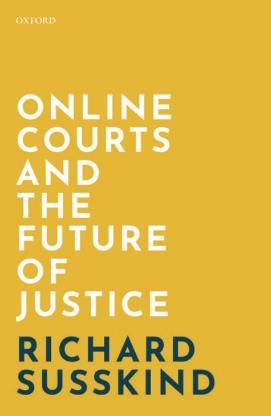 OXFORD
ONLINE
COURTS
AND
THE
FUTURE
OF
JUSTICE
RICHARD
SUSSKIND